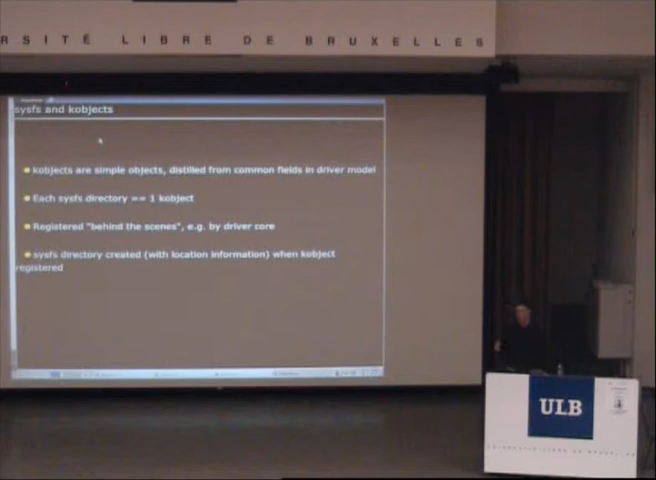 RSITÉ LIBRE DE BRUXELLES
sysfs and kobjects
kobjects are simple objects, distilled from common fields in driver model
Each sysfs directory == 1 kobject
Registered "behind the scenes", e.g. by driver core
sysfs directory created (with location information) when kobject
registered
ULB